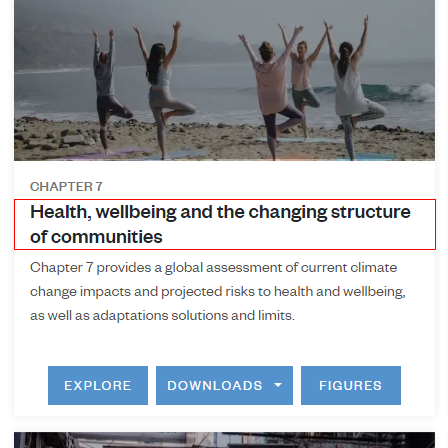 CHAPTER 7
Health, wellbeing and the changing structure
of communities
Chapter 7 provides a global assessment of current climate
change impacts and projected risks to health and wellbeing,
as well as adaptations solutions and limits.
EXPLORE
DOWNLOADS
FIGURES